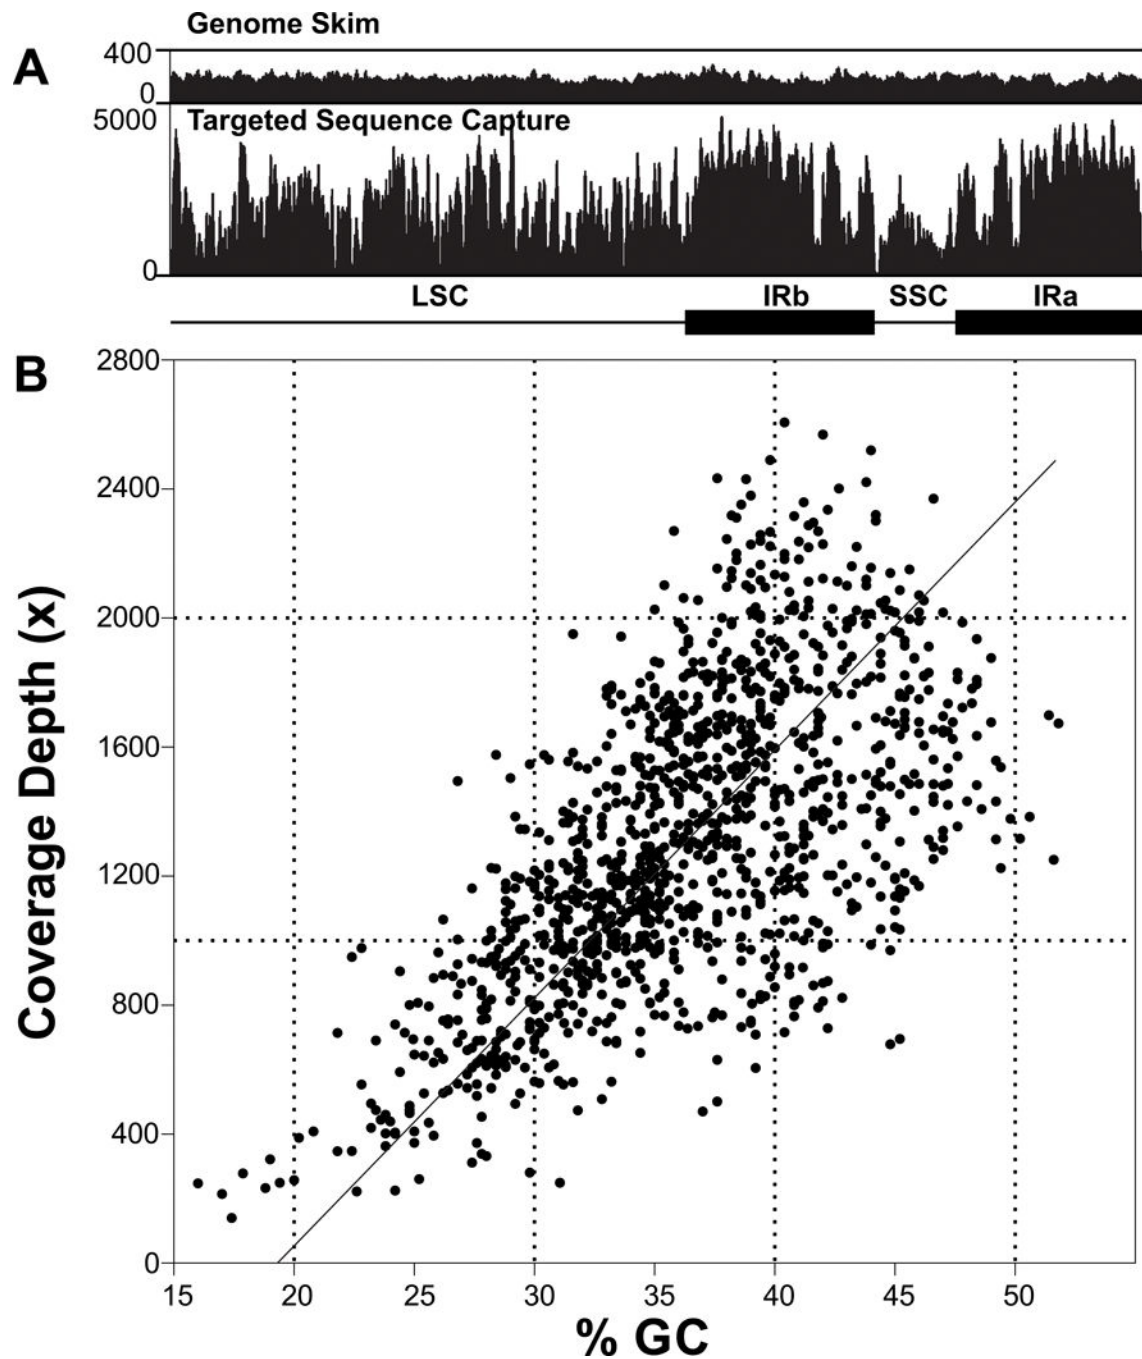 Genome Skim
A
400
0
5000
Targeted Sequence Capture
0
LSC
IRb
SSC
IRa
B
2800
2400
2000
1600
1200
800
400
0
Coverage Depth (x)
15
20
25
30
35
40
45
50
% GC